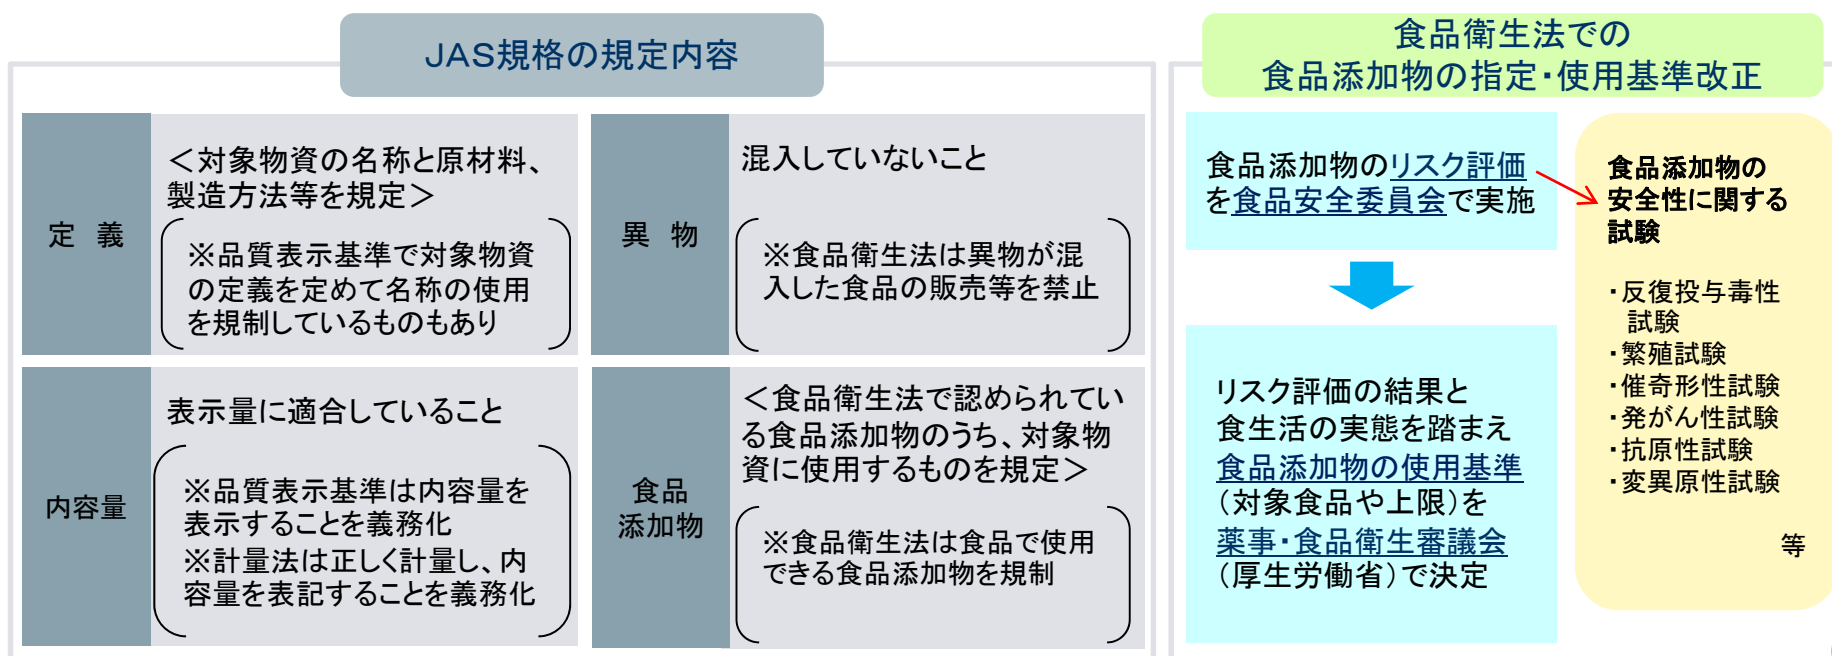 JAS規格の規定内容
定 義
＜対象物資の名称と原材料、
製造方法等を規定＞
※品質表示基準で対象物資
の定義を定めて名称の使用
を規制しているものもあり
異 物
混入していないこと
※食品衛生法は異物が混
入した食品の販売等を禁止
内容量
表示量に適合していること
※品質表示基準は内容量を
表示することを義務化
※計量法は正しく計量し、内
容量を表記することを義務化
食品
添加物
＜食品衛生法で認められてい
る食品添加物のうち、対象物
資に使用するものを規定＞
※食品衛生法は食品で使用
できる食品添加物を規制
食品衛生法での
食品添加物の指定・使用基準改正
食品添加物のリスク評価
を食品安全委員会で実施
リスク評価の結果と
食生活の実態を踏まえ
食品添加物の使用基準
（対象食品や上限）を
薬事・食品衛生審議会
（厚生労働省）で決定
食品添加物の
安全性に関する
試験
・反復投与毒性
試験
・繁殖試験
・催奇形性試験
・発がん性試験
・抗原性試験
・変異原性試験
等